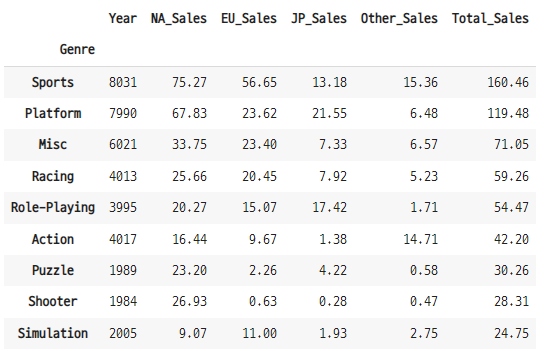 Year NA_Sales EU_Sales JP_Sales Other_Sales Total_Sales
Genre
Sports 8031 75.27 56.65 13.18 15.36 160.46
Platform 7990 67.83 23.62 21.55 6.48 119.48
Misc 6021 33.75 23.40 7.33 6.57 71.05
Racing 4013 25.66 20.45 7.92 5.23 59.26
Role-Playing 3995 20.27 15.07 17.42 1.71 54.47
Action 4017 16.44 9.67 1.38 14.71 42.20
Puzzle 1989 23.20 2.26 4.22 0.58 30.26
Shooter 1984 26.93 0.63 0.28 0.47 28.31
Simulation 2005 9.07 11.00 1.93 2.75 24.75